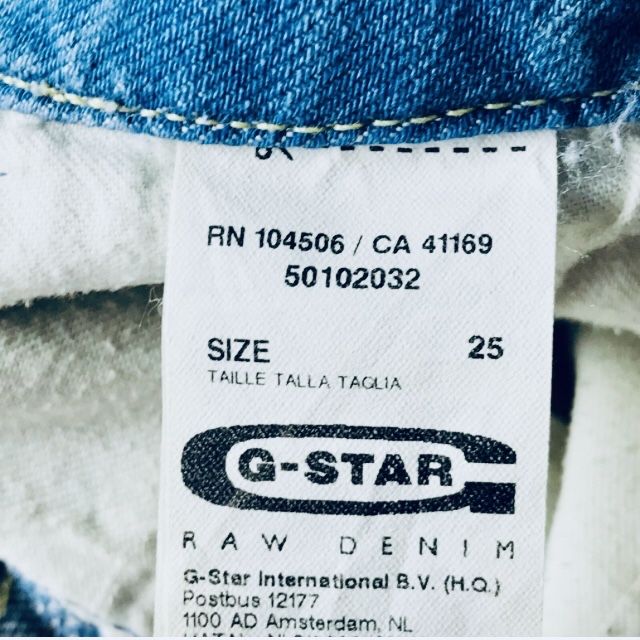 RN 104506 / CA 41169
50102032
SIZE 25
TAILLE TALLA TAGLIA
G-STAR
RAW DENIM
G-Star International B.V. (H.Q.)
Postbus 12177
1100 AD Amsterdam, NL